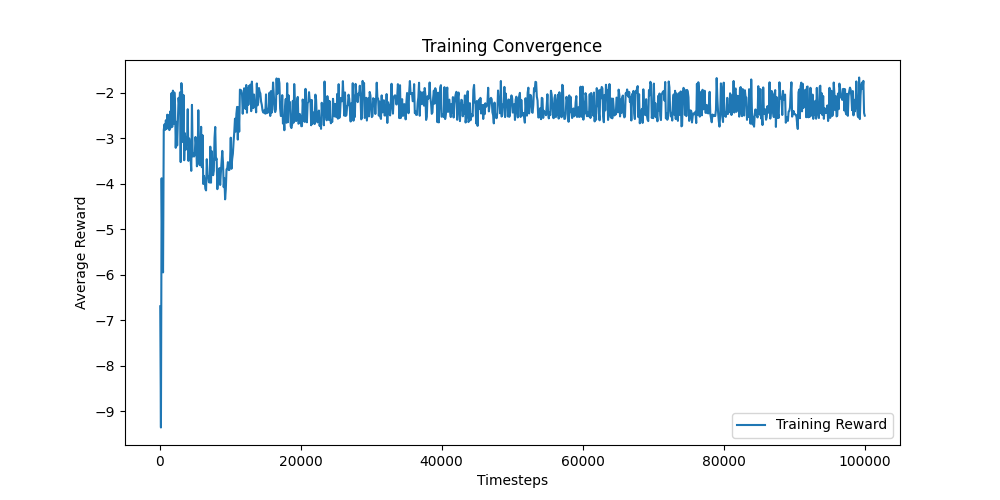 Training Convergence
Average Reward
−2
−3
−4
−5
−6
−7
−8
−9
Training Reward
0 20000 40000 60000 80000 100000
Timesteps